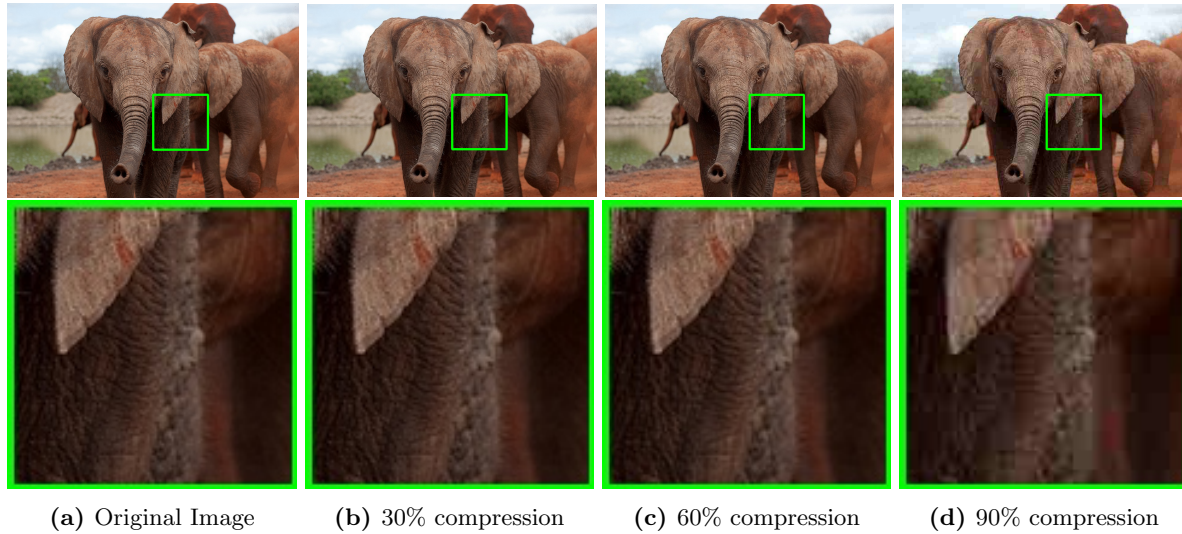 (a) Original Image
(b) 30% compression
(c) 60% compression
(d) 90% compression